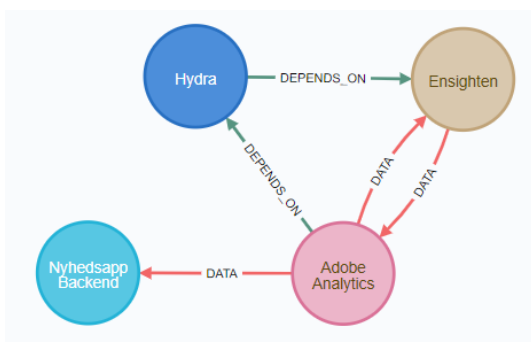 Hydra
DEPENDS_ON
Ensighten
DEPENDS_ON
DATA
DATA
Nyhedsapp
Backend
DATA
Adobe
Analytics